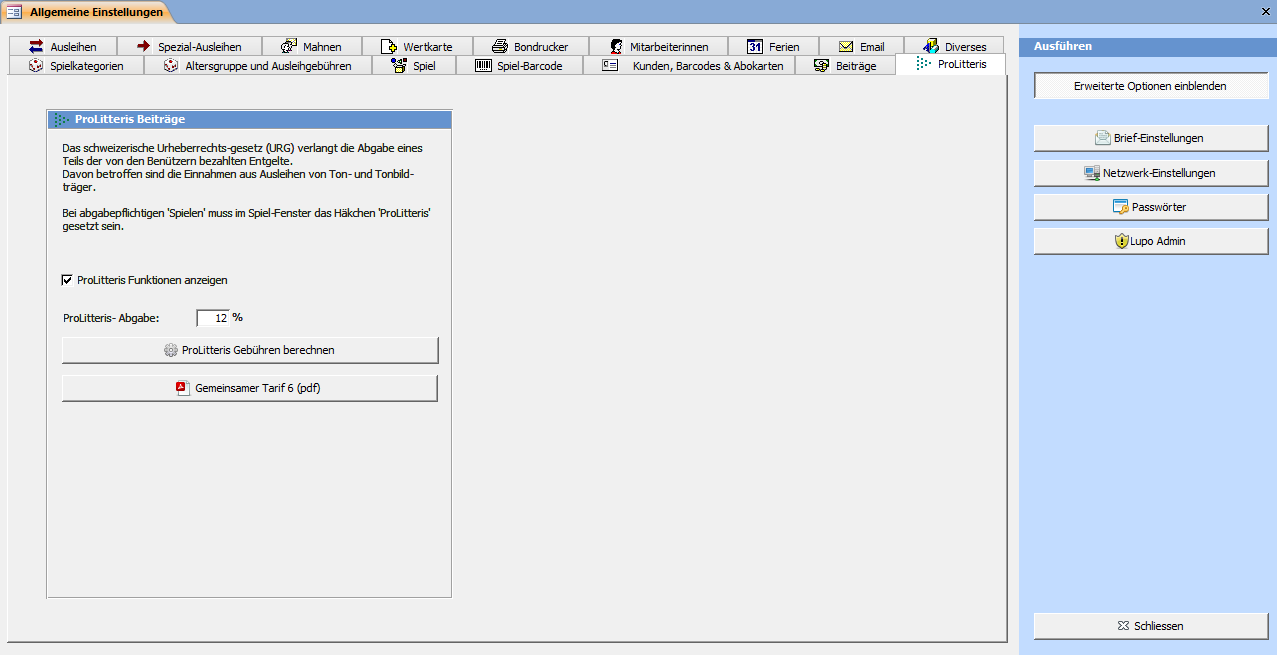 Allgemeine Einstellungen
Ausleihen
Spezial-Ausleihen
Mahnen
Wertkarte
Bondrucker
Mitarbeiterinnen
31 Ferien
Email
Diverses
Spielkategorien
Altersgruppe und Ausleihgebühren
Spiel
Spiel-Barcode
Kunden, Barcodes & Abokarten
Beiträge
ProLitteris
ProLitteris Beiträge
Das schweizerische Urheberrechts-gesetz (URG) verlangt die Abgabe eines
Teils der von den Benützern bezahlten Entgelte.
Davon betroffen sind die Einnahmen aus Ausleihen von Ton- und Tonbild-
träger.
Bei abgabepflichtigen 'Spielen' muss im Spiel-Fenster das Häkchen 'ProLitteris'
gesetzt sein.
ProLitteris Funktionen anzeigen
ProLitteris- Abgabe: 12 %
ProLitteris Gebühren berechnen
Gemeinsamer Tarif 6 (pdf)
Ausführen
Erweiterte Optionen einblenden
Brief-Einstellungen
Netzwerk-Einstellungen
Passwörter
Lupo Admin
Schliessen